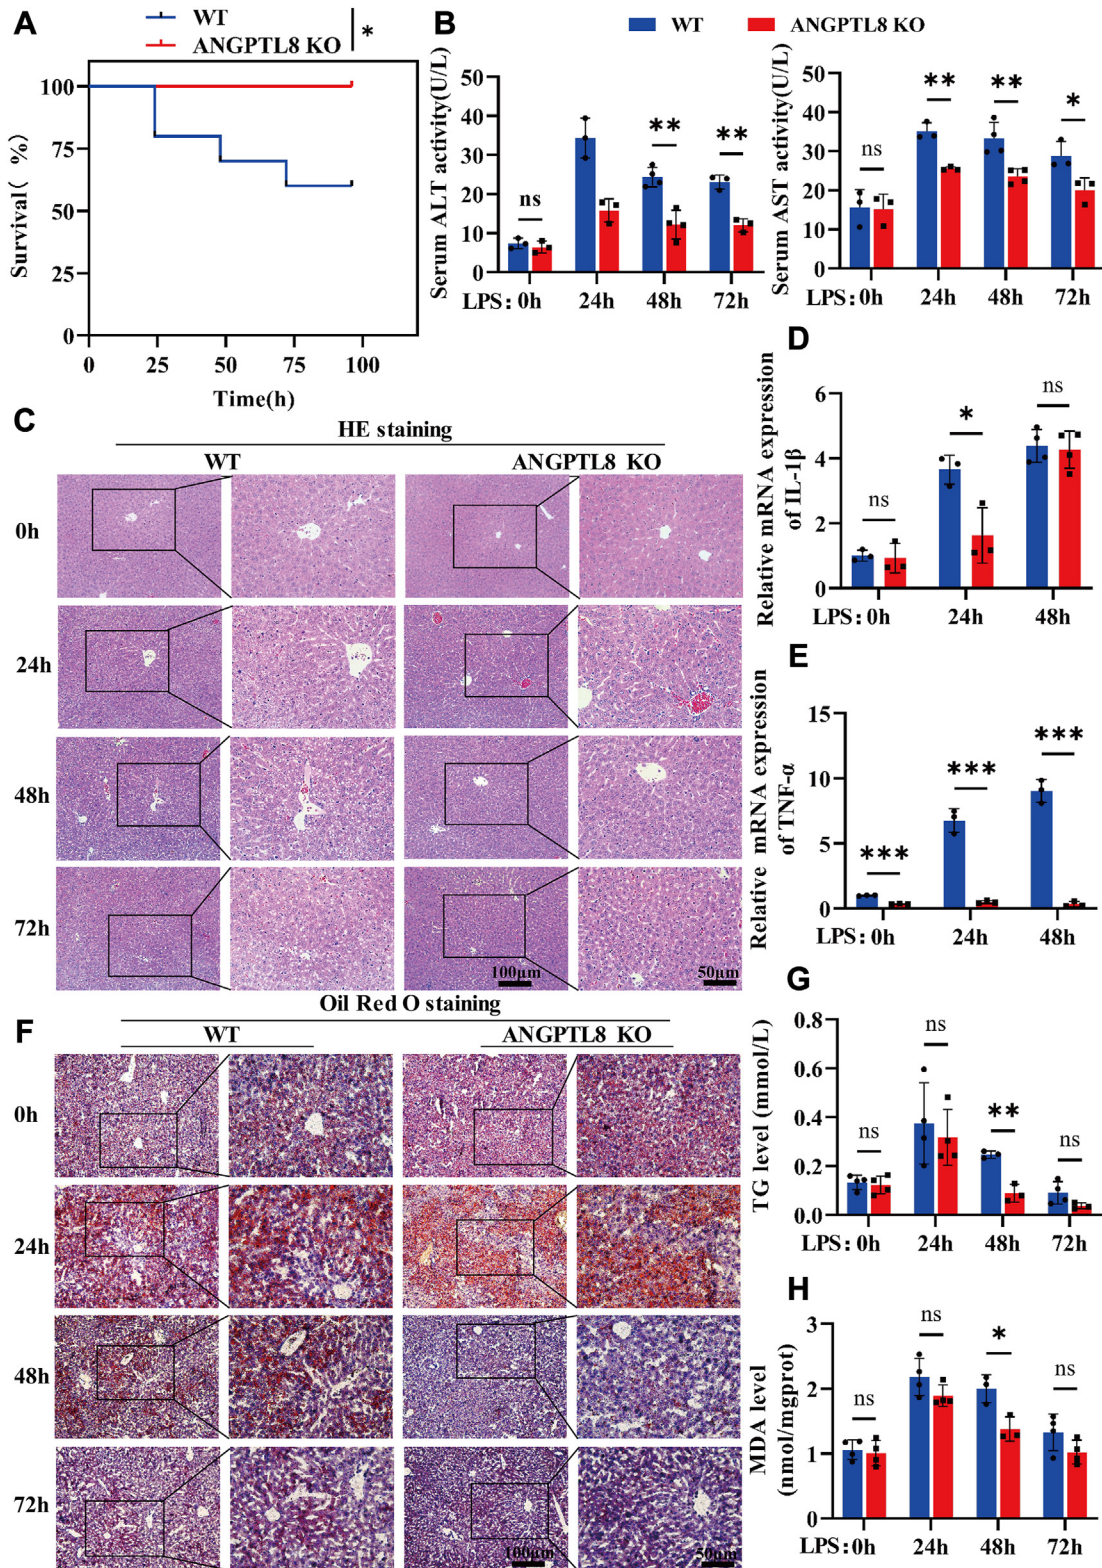 A
WT
ANGPTL8 KO
*
Survival( %)
100
75
50
25
0
0 25 50 75 100
Time(h)
B
WT ANGPTL8 KO
Serum ALT activity(U/L)
50
40
30
20
10
0
ns
** **
LPS: 0h 24h 48h 72h
Serum AST activity(U/L)
50
40
30
20
10
0
ns
** ** *
LPS: 0h 24h 48h 72h
C
HE staining
WT ANGPTL8 KO
0h
24h
48h
72h
100μm 50μm
D
Relative mRNA expression
of IL-1β
6
4
2
0
ns * ns
LPS: 0h 24h 48h
E
Relative mRNA expression
of TNF-α
15
10
5
0
*** *** ***
LPS: 0h 24h 48h
F
Oil Red O staining
WT ANGPTL8 KO
0h
24h
48h
72h
100μm 50μm
G
TG level (mmol/L)
0.8
0.6
0.4
0.2
0.0
ns ns ** ns
LPS: 0h 24h 48h 72h
H
MDA level
(nmol/mgprot)
3
2
1
0
ns ns * ns
LPS: 0h 24h 48h 72h